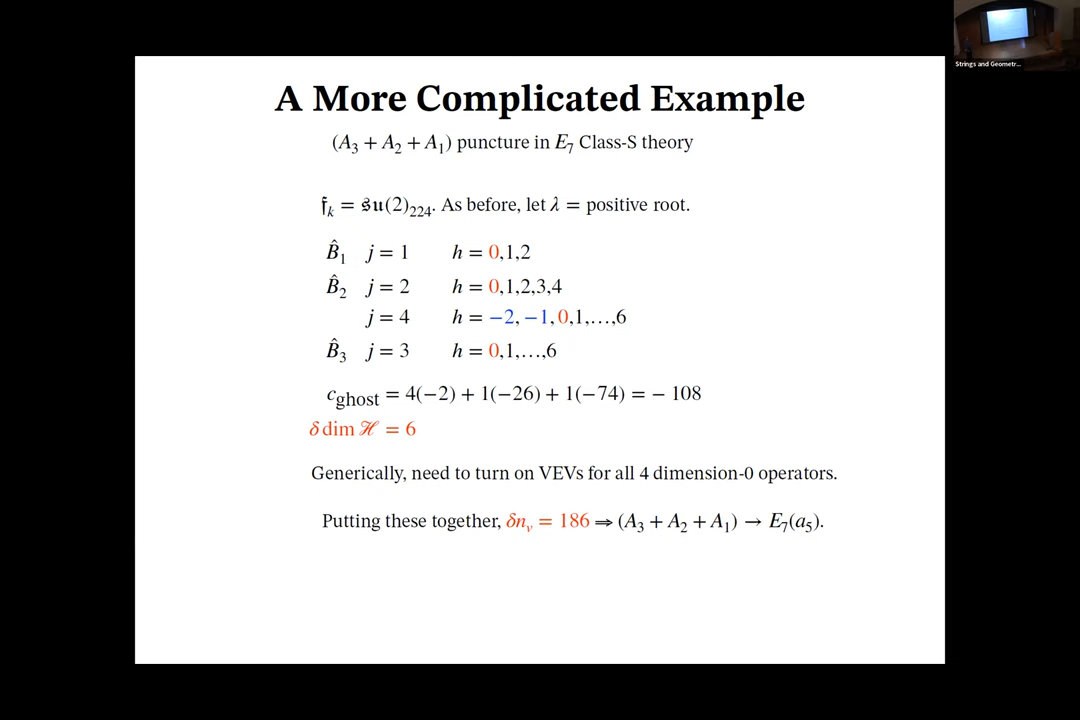 Strings and Geometr...
A More Complicated Example
(A₃ + A₂ + A₁) puncture in E₇ Class-S theory
𝔣ₖ = 𝔰𝔲(2)₂₂₄. As before, let λ = positive root.
B̂₁ j = 1 h = 0,1,2
B̂₂ j = 2 h = 0,1,2,3,4
j = 4 h = −2, −1, 0,1,…,6
B̂₃ j = 3 h = 0,1,…,6
c_ghost = 4(−2) + 1(−26) + 1(−74) = − 108
δ dim ℋ = 6
Generically, need to turn on VEVs for all 4 dimension-0 operators.
Putting these together, δnᵥ = 186 ⇒ (A₃ + A₂ + A₁) → E₇(a₅).